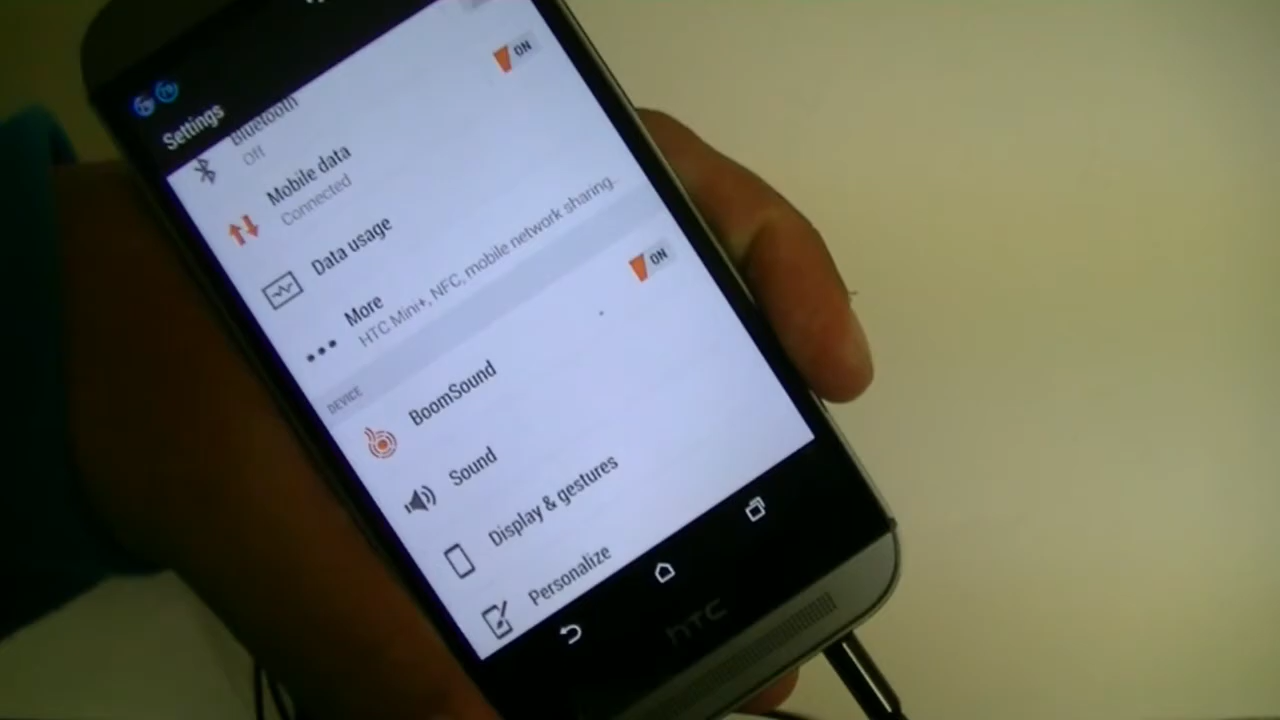 Settings
Bluetooth
Off
Mobile data
Connected
ON
Data usage
More
HTC Mini+, NFC, mobile network sharing..
DEVICE
BoomSound
ON
Sound
Display & gestures
Personalize
hTC